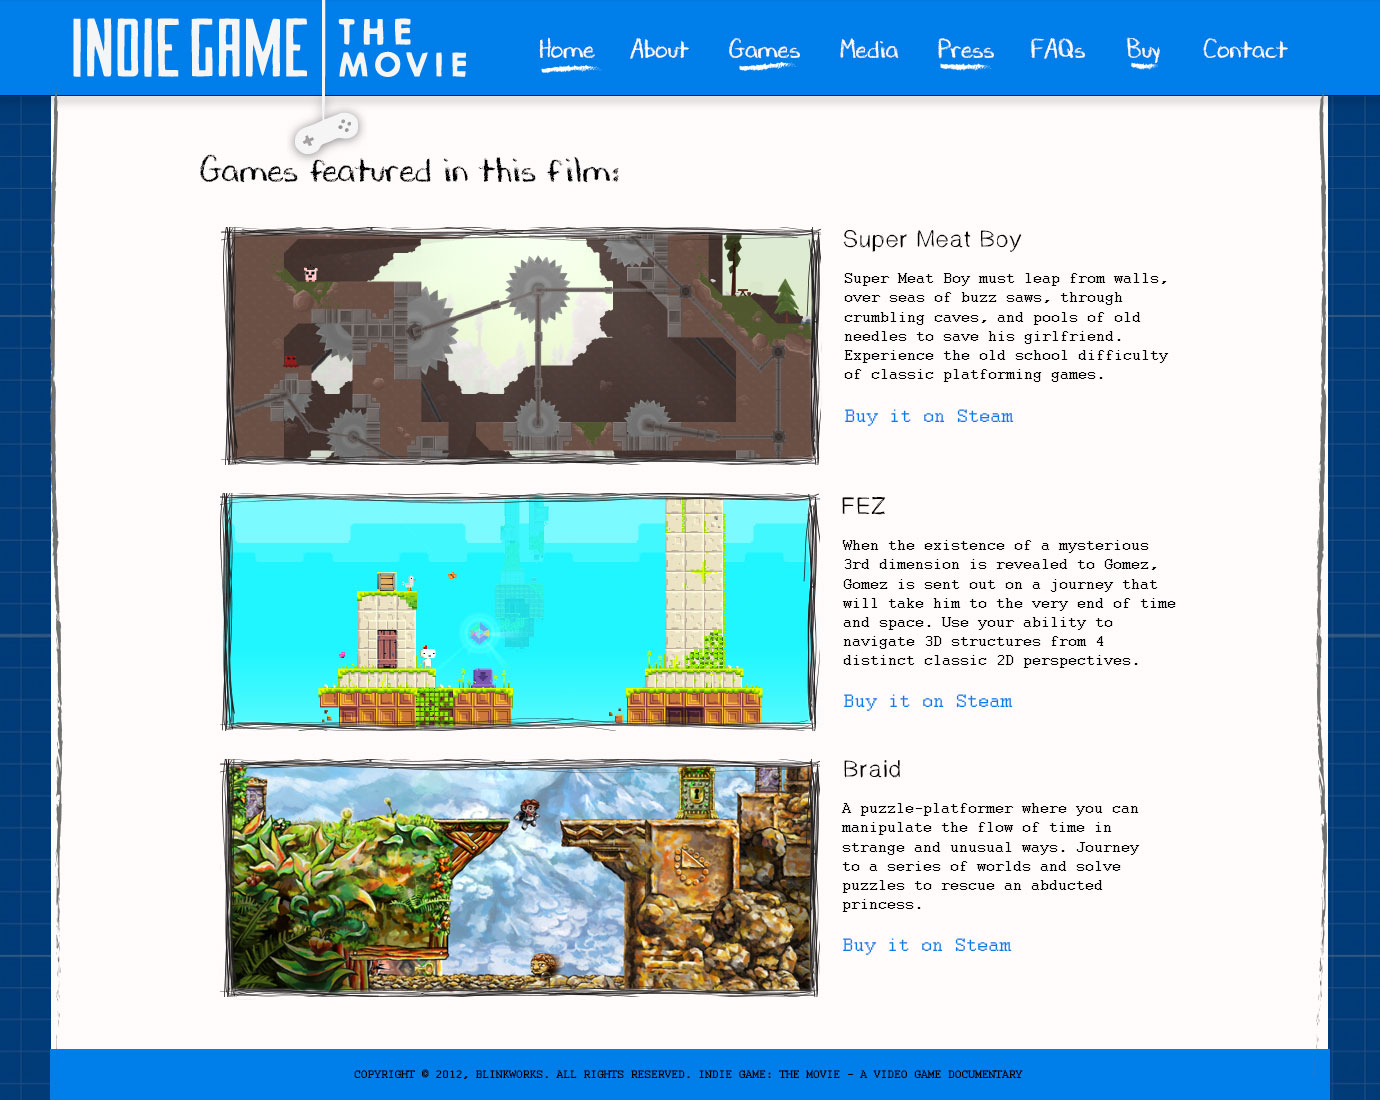 INDIE GAME THE MOVIE
Home About Games Media Press FAQs Buy Contact
Games featured in this film:
Super Meat Boy
Super Meat Boy must leap from walls,
over seas of buzz saws, through
crumbling caves, and pools of old
needles to save his girlfriend.
Experience the old school difficulty
of classic platforming games.
Buy it on Steam
FEZ
When the existence of a mysterious
3rd dimension is revealed to Gomez,
Gomez is sent out on a journey that
will take him to the very end of time
and space. Use your ability to
navigate 3D structures from 4
distinct classic 2D perspectives.
Buy it on Steam
Braid
A puzzle-platformer where you can
manipulate the flow of time in
strange and unusual ways. Journey
to a series of worlds and solve
puzzles to rescue an abducted
princess.
Buy it on Steam
COPYRIGHT © 2012, BLINKWORKS. ALL RIGHTS RESERVED. INDIE GAME: THE MOVIE - A VIDEO GAME DOCUMENTARY